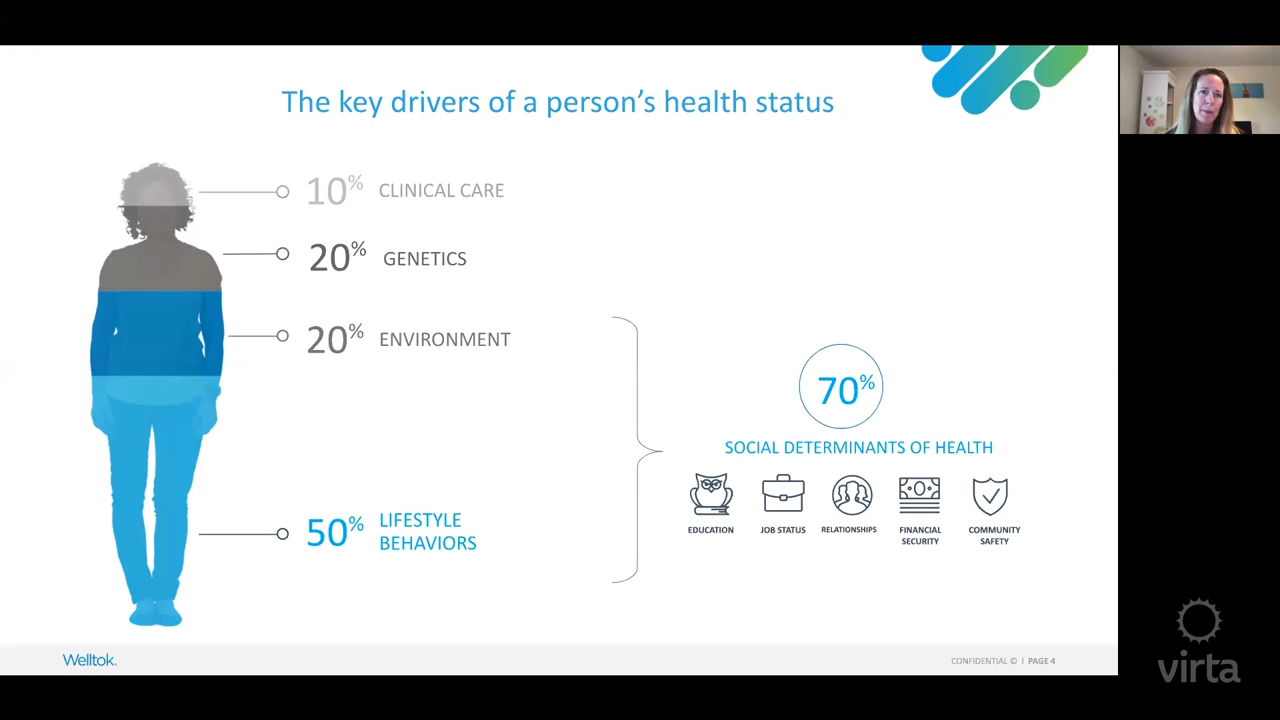 The key drivers of a person's health status
10% CLINICAL CARE
20% GENETICS
20% ENVIRONMENT
50% LIFESTYLE
BEHAVIORS
70%
SOCIAL DETERMINANTS OF HEALTH
EDUCATION
JOB STATUS
RELATIONSHIPS
FINANCIAL
SECURITY
COMMUNITY
SAFETY
Welltok.
CONFIDENTIAL © | PAGE 4
virta